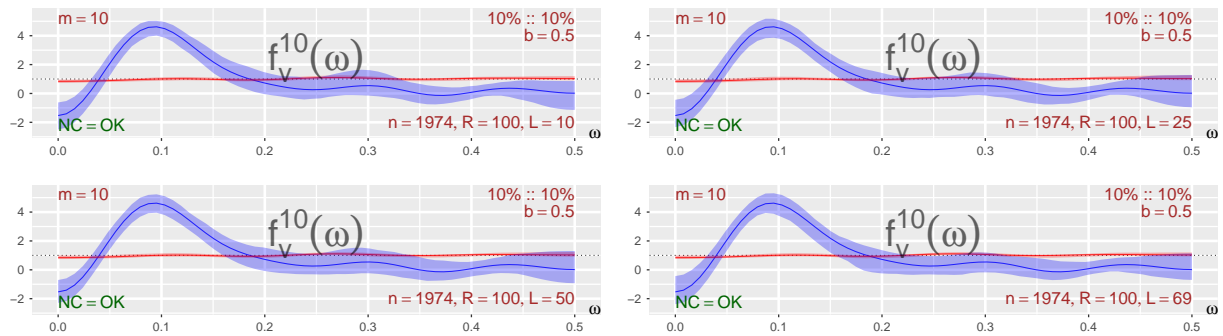 m = 10
10% :: 10%
b = 0.5
f_v^10(ω)
NC = OK
n = 1974, R = 100, L = 10
4
2
0
−2
0.0 0.1 0.2 0.3 0.4 0.5 ω
m = 10
10% :: 10%
b = 0.5
f_v^10(ω)
NC = OK
n = 1974, R = 100, L = 25
4
2
0
−2
0.0 0.1 0.2 0.3 0.4 0.5 ω
m = 10
10% :: 10%
b = 0.5
f_v^10(ω)
NC = OK
n = 1974, R = 100, L = 50
4
2
0
−2
0.0 0.1 0.2 0.3 0.4 0.5 ω
m = 10
10% :: 10%
b = 0.5
f_v^10(ω)
NC = OK
n = 1974, R = 100, L = 69
4
2
0
−2
0.0 0.1 0.2 0.3 0.4 0.5 ω